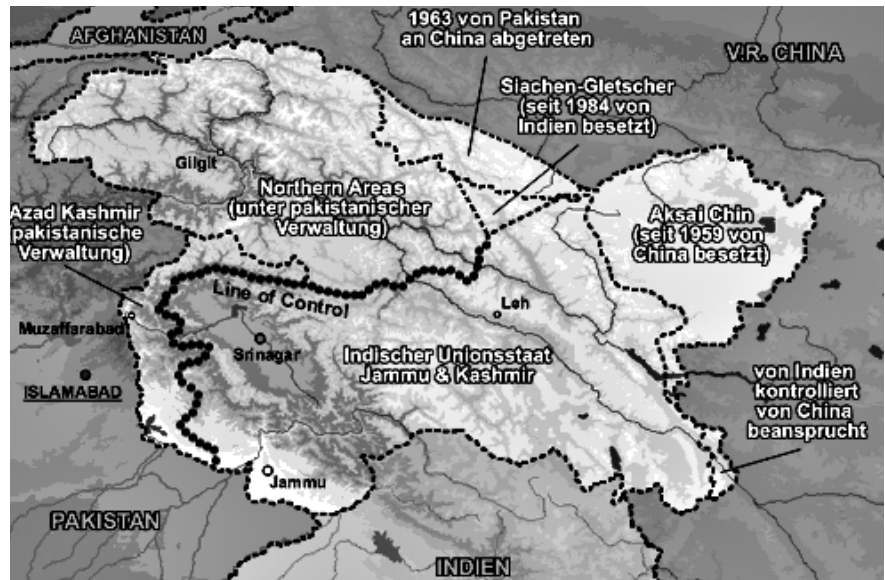 1963 von Pakistan
an China abgetreten
AFGHANISTAN
V.R. CHINA
Siachen-Gletscher
(seit 1984 von
Indien besetzt)
Gilgit
Northern Areas
(unter pakistanischer
Verwaltung)
Azad Kashmir
(pakistanische
Verwaltung)
Aksai Chin
(seit 1959 von
China besetzt)
Line of Control
Leh
Muzaffarabad
Srinagar
Indischer Unionsstaat
Jammu & Kashmir
ISLAMABAD
von Indien
kontrolliert
von China
beansprucht
Jammu
PAKISTAN
INDIEN